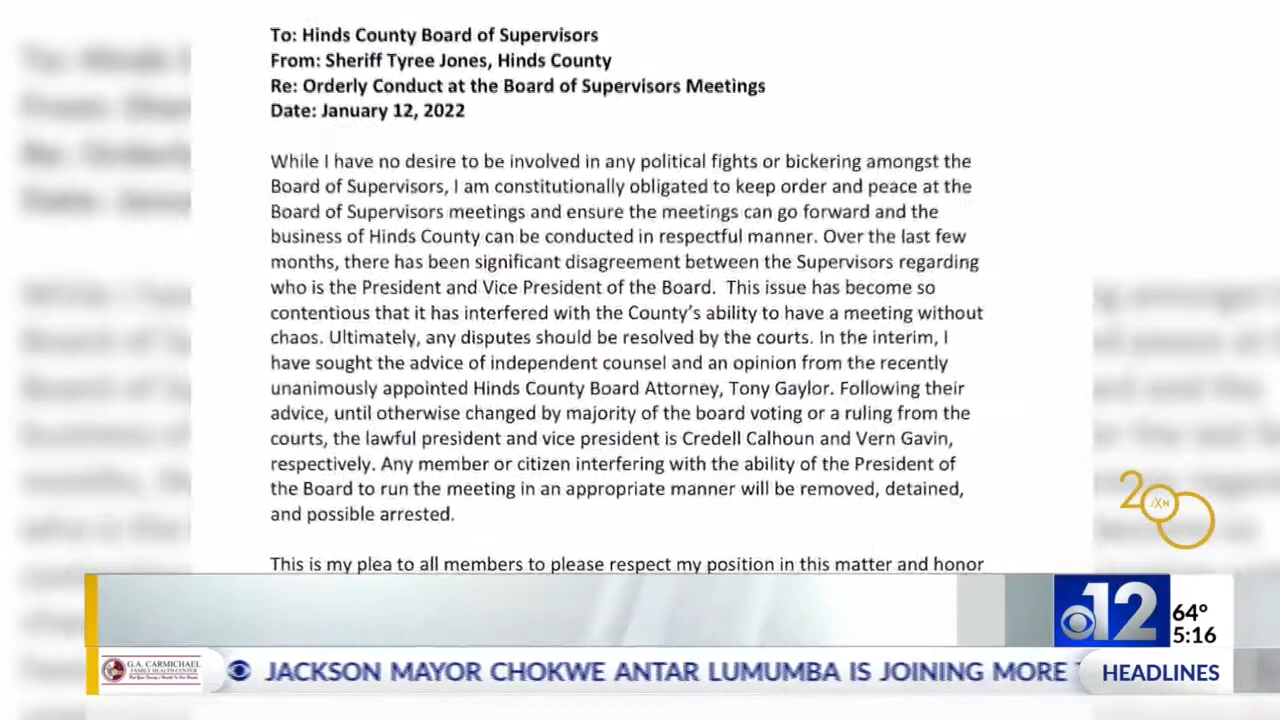 To: Hinds County Board of Supervisors
From: Sheriff Tyree Jones, Hinds County
Re: Orderly Conduct at the Board of Supervisors Meetings
Date: January 12, 2022
While I have no desire to be involved in any political fights or bickering amongst the
Board of Supervisors, I am constitutionally obligated to keep order and peace at the
Board of Supervisors meetings and ensure the meetings can go forward and the
business of Hinds County can be conducted in respectful manner. Over the last few
months, there has been significant disagreement between the Supervisors regarding
who is the President and Vice President of the Board. This issue has become so
contentious that it has interfered with the County's ability to have a meeting without
chaos. Ultimately, any disputes should be resolved by the courts. In the interim, I
have sought the advice of independent counsel and an opinion from the recently
unanimously appointed Hinds County Board Attorney, Tony Gaylor. Following their
advice, until otherwise changed by majority of the board voting or a ruling from the
courts, the lawful president and vice president is Credell Calhoun and Vern Gavin,
respectively. Any member or citizen interfering with the ability of the President of
the Board to run the meeting in an appropriate manner will be removed, detained,
and possible arrested.
This is my plea to all members to please respect my position in this matter and honor
200
JXN
12
64°
5:16
G.A. CARMICHAEL
FAMILY HEALTH CENTER
JACKSON MAYOR CHOKWE ANTAR LUMUMBA IS JOINING MORE
HEADLINES